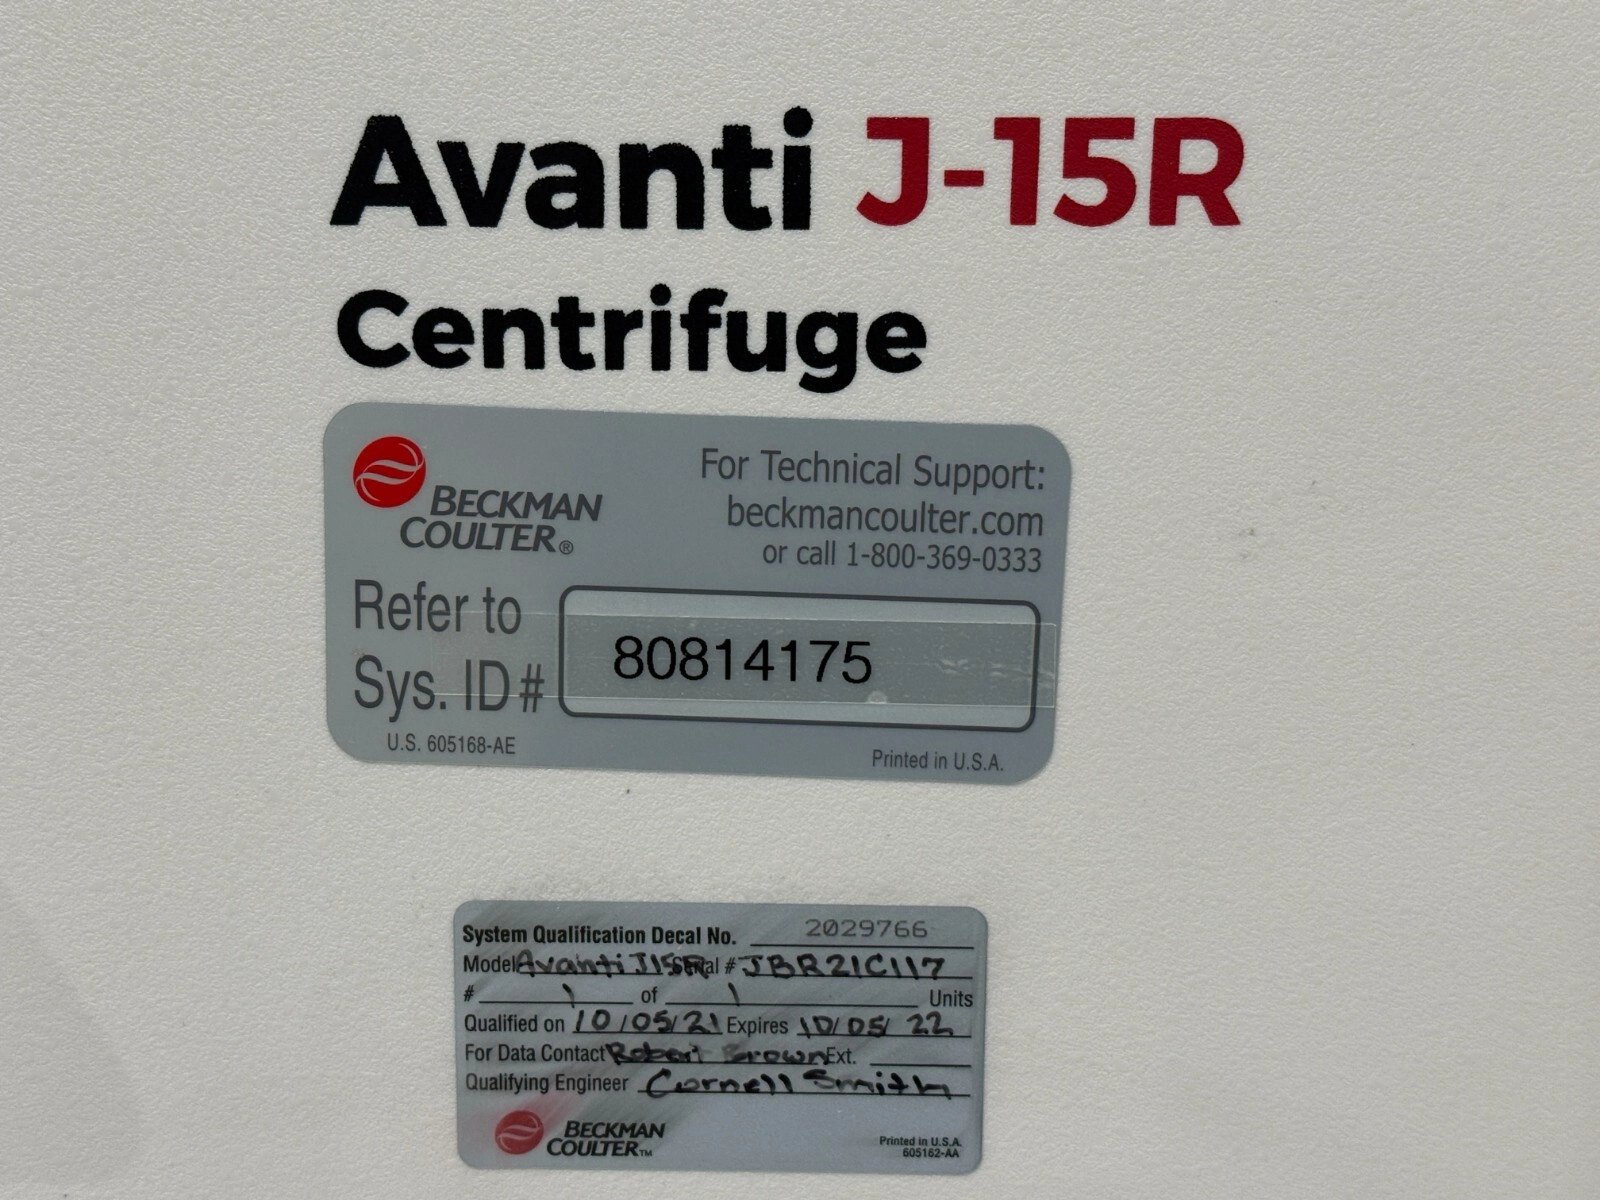 Avanti J-15R
Centrifuge
BECKMAN
COULTER®
For Technical Support:
beckmancoulter.com
or call 1-800-369-0333
Refer to
Sys. ID#
80814175
U.S. 605168-AE
Printed in U.S.A.
System Qualification Decal No. 2029766
Model Avanti J15R Serial # JBR21C117
# 1 of 1 Units
Qualified on 10/05/21 Expires 10/05/22
For Data Contact Robert Brown Ext.
Qualifying Engineer Cornell Smith
BECKMAN
COULTER™
Printed in U.S.A.
605162-AA